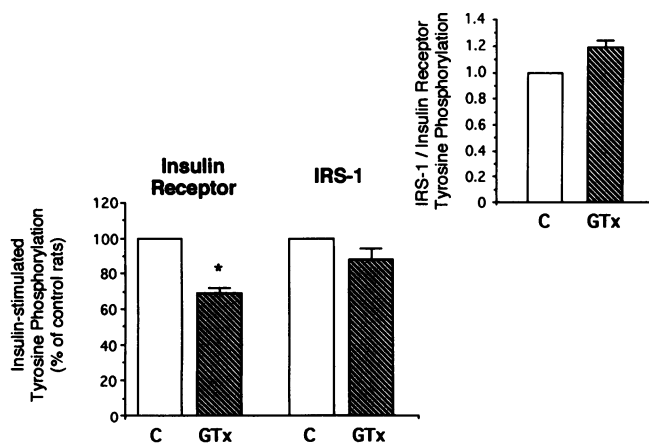 IRS-1 / Insulin Receptor
Tyrosine Phosphorylation
1.4
1.2
1.0
0.8
0.6
0.4
0.2
0
C GTx
Insulin
Receptor
IRS-1
Insulin-stimulated
Tyrosine Phosphorylation
(% of control rats)
120
100
80
60
40
20
0
*
C GTx C GTx